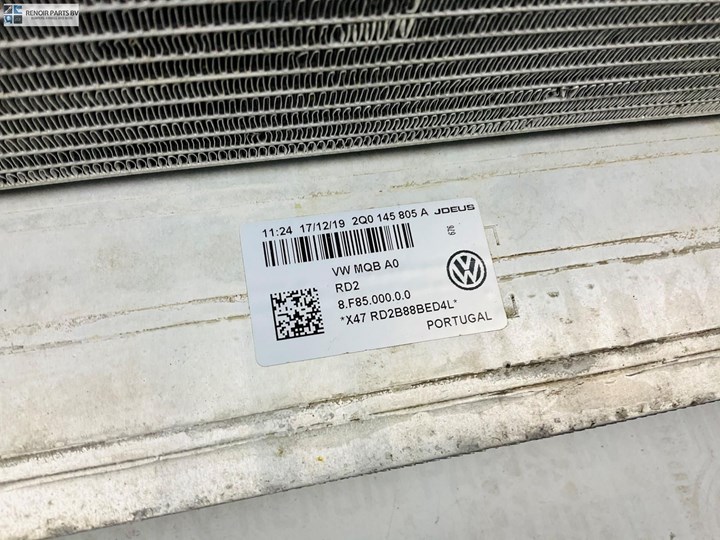 RENOIR PARTS BV
11:24 17/12/19 2Q0 145 805 A JDEUS
929
VW MQB A0
RD2
8.F85.000.0.0
*X47 RD2B88BED4L*
PORTUGAL